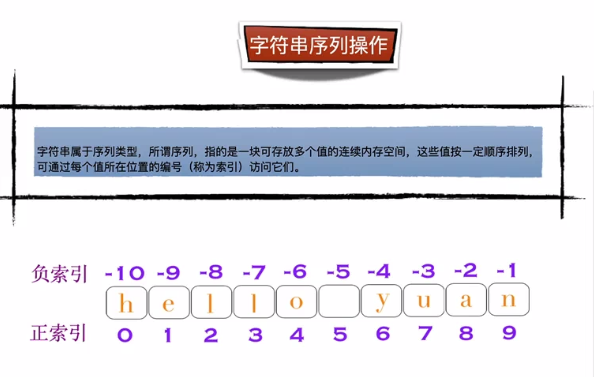 字符串序列操作
字符串属于序列类型，所谓序列，指的是一块可存放多个值的连续内存空间，这些值按一定顺序排列，
可通过每个值所在位置的编号（称为索引）访问它们。
负索引 -10 -9 -8 -7 -6 -5 -4 -3 -2 -1
h e l l o y u a n
正索引 0 1 2 3 4 5 6 7 8 9